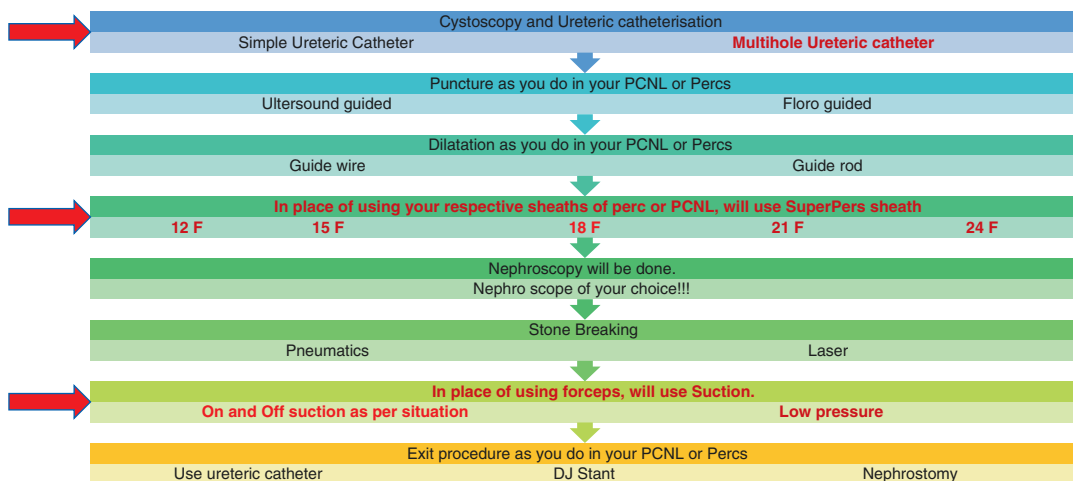 Cystoscopy and Ureteric catheterisation
Simple Ureteric Catheter Multihole Ureteric catheter
Puncture as you do in your PCNL or Percs
Ultersound guided Floro guided
Dilatation as you do in your PCNL or Percs
Guide wire Guide rod
In place of using your respective sheaths of perc or PCNL, will use SuperPers sheath
12 F 15 F 18 F 21 F 24 F
Nephroscopy will be done.
Nephro scope of your choice!!!
Stone Breaking
Pneumatics Laser
In place of using forceps, will use Suction.
On and Off suction as per situation Low pressure
Exit procedure as you do in your PCNL or Percs
Use ureteric catheter DJ Stant Nephrostomy